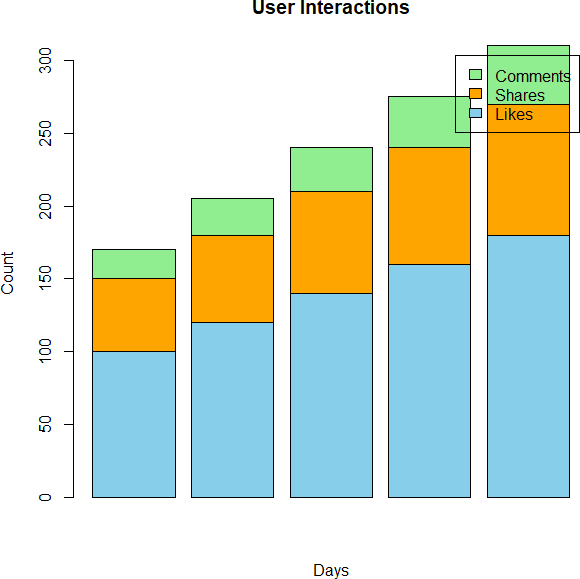 User Interactions
Comments
Shares
Likes
300
250
200
150
100
50
0
Count
Days